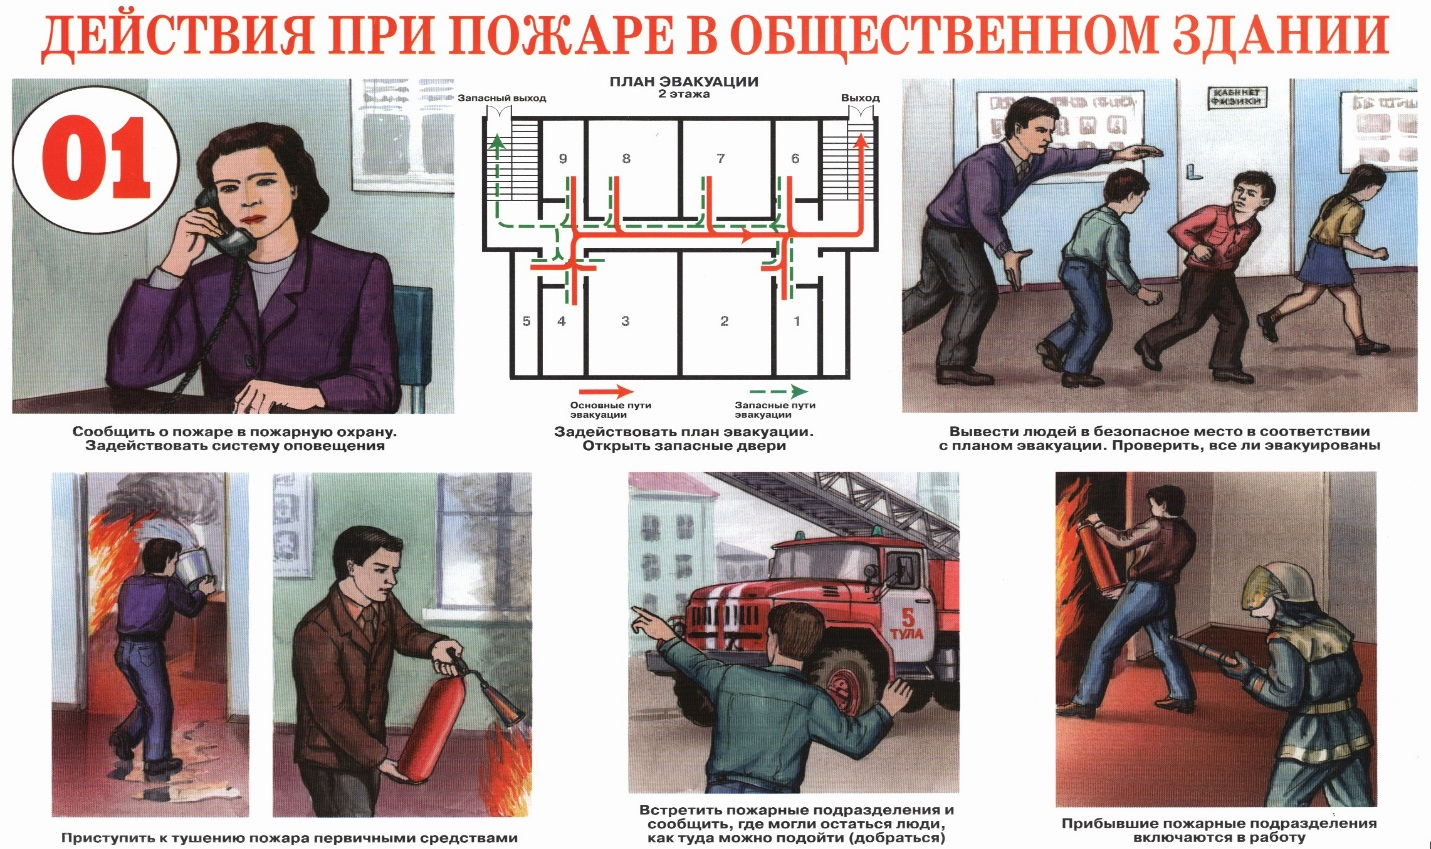 ДЕЙСТВИЯ ПРИ ПОЖАРЕ В ОБЩЕСТВЕННОМ ЗДАНИИ
01
Сообщить о пожаре в пожарную охрану.
Задействовать систему оповещения
ПЛАН ЭВАКУАЦИИ
2 этажа
Запасный выход
Выход
9
8
7
6
5
4
3
2
1
Основные пути
эвакуации
Запасные пути
эвакуации
Задействовать план эвакуации.
Открыть запасные двери
КАБИНЕТ
ФИЗИКИ
Вывести людей в безопасное место в соответствии
с планом эвакуации. Проверить, все ли эвакуированы
Приступить к тушению пожара первичными средствами
5
ТУЛА
Встретить пожарные подразделения и
сообщить, где могли остаться люди,
как туда можно подойти (добраться)
Прибывшие пожарные подразделения
включаются в работу